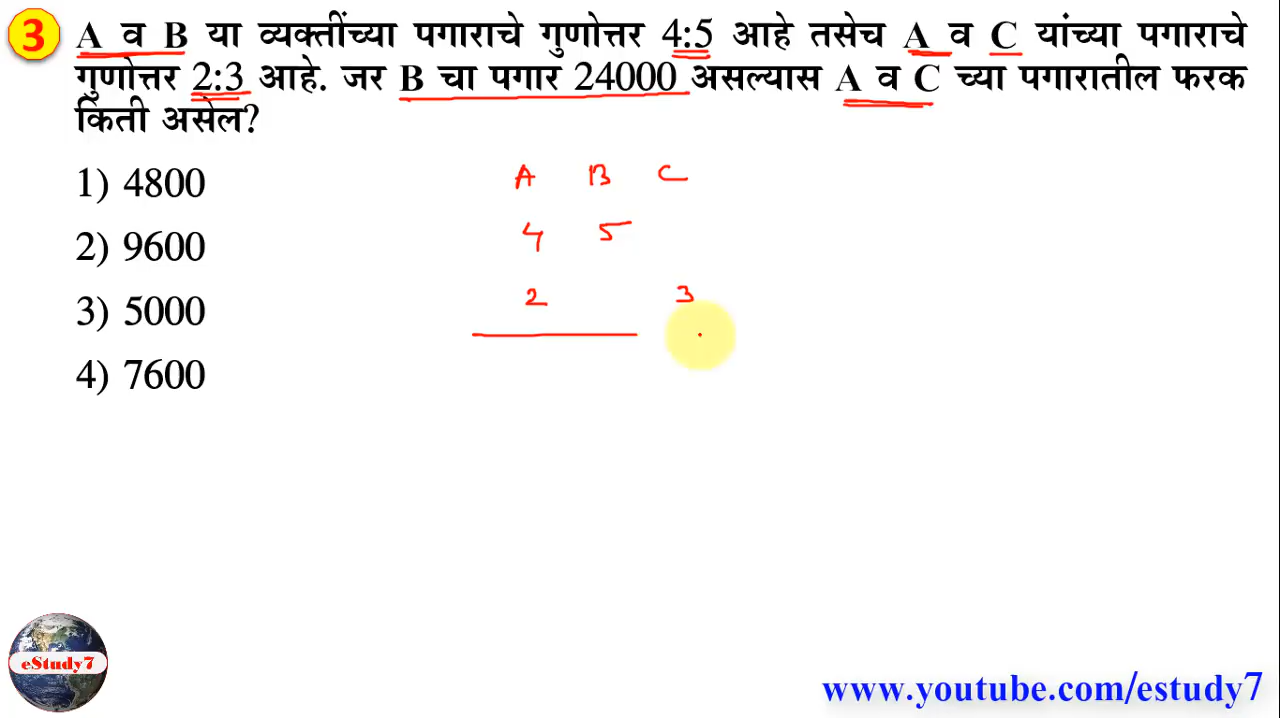 3 A व B या व्यक्तींच्या पगाराचे गुणोत्तर 4:5 आहे तसेच A व C यांच्या पगाराचे
गुणोत्तर 2:3 आहे. जर B चा पगार 24000 असल्यास A व C च्या पगारातील फरक
किती असेल?
1) 4800
2) 9600
3) 5000
4) 7600
A B C
4 5
2 3
eStudy7
www.youtube.com/estudy7